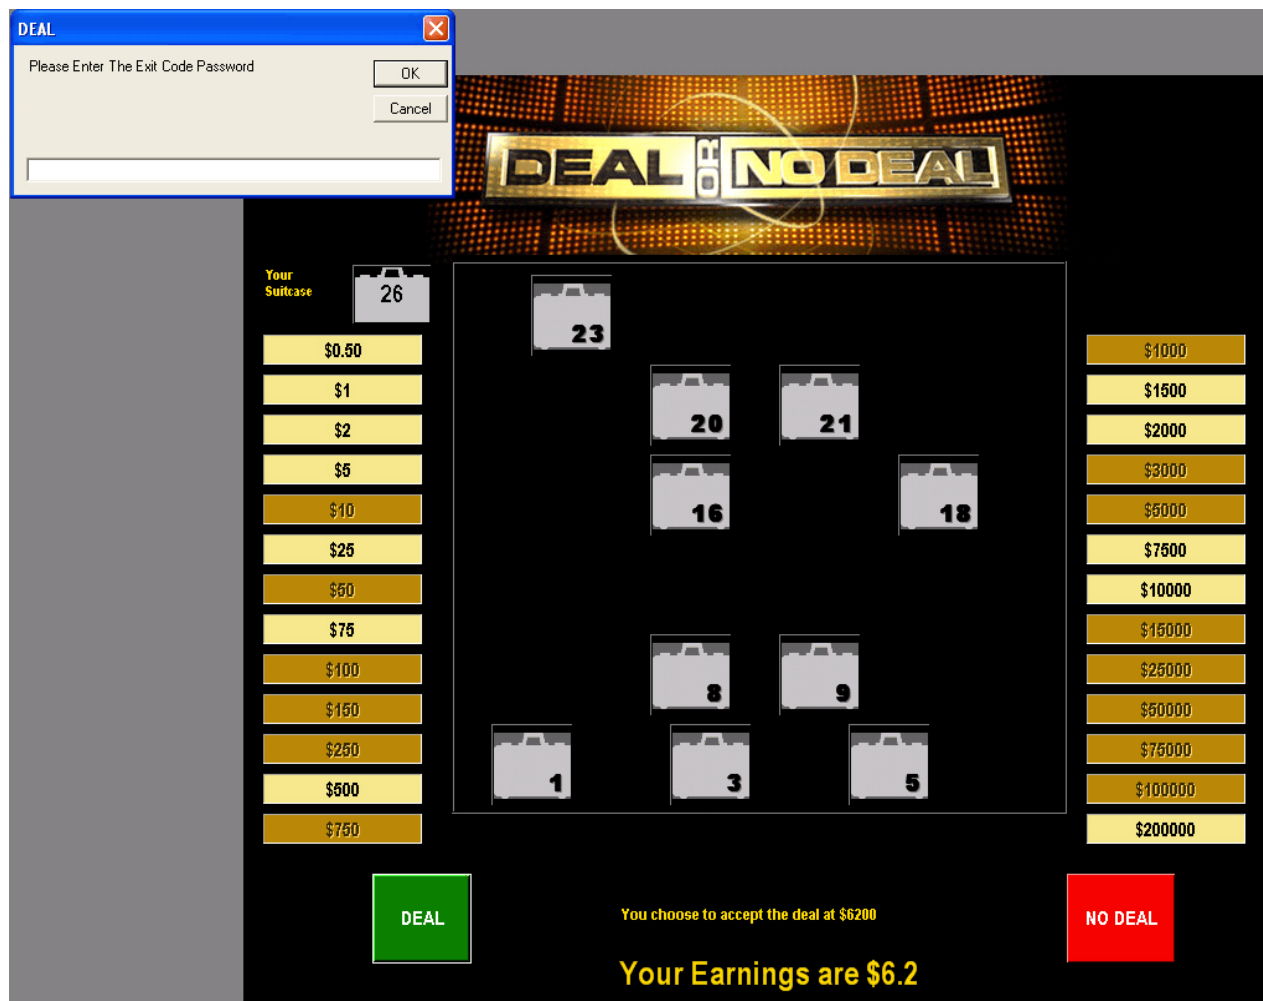 DEAL
Please Enter The Exit Code Password
OK
Cancel
DEAL OR NO DEAL
Your
Suitcase
26
23
20 21
16 18
8 9
1 3 5
$0.50
$1
$2
$5
$10
$25
$50
$75
$100
$150
$250
$500
$750
$1000
$1500
$2000
$3000
$5000
$7500
$10000
$15000
$25000
$50000
$75000
$100000
$200000
DEAL
You choose to accept the deal at $6200
NO DEAL
Your Earnings are $6.2